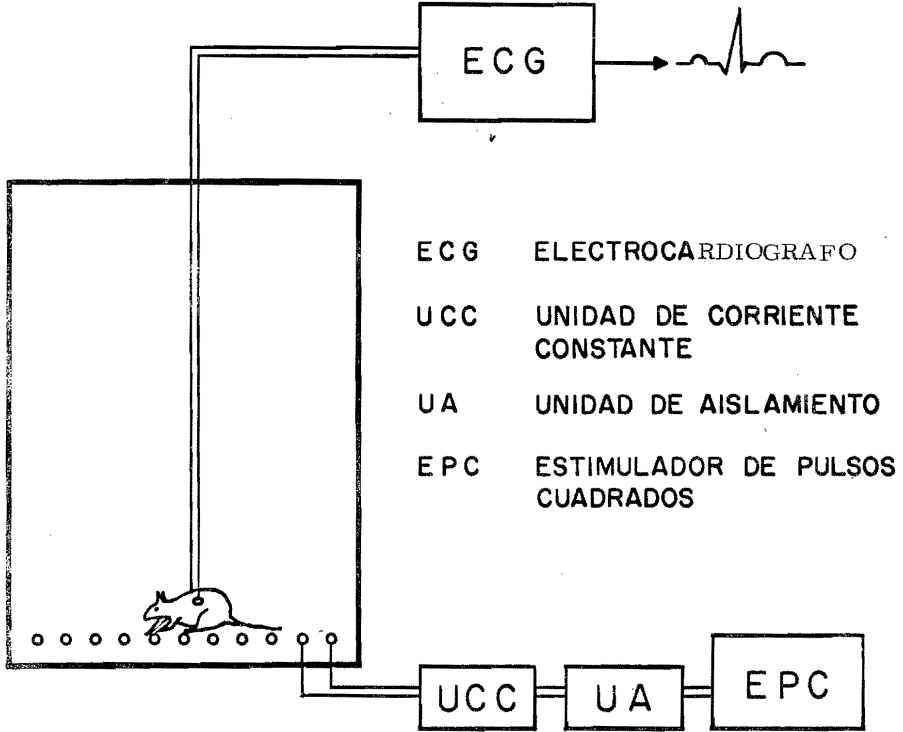 ECG
ECG ELECTROCARDIOGRAFO
UCC UNIDAD DE CORRIENTE
CONSTANTE
UA UNIDAD DE AISLAMIENTO
EPC ESTIMULADOR DE PULSOS
CUADRADOS
UCC UA EPC